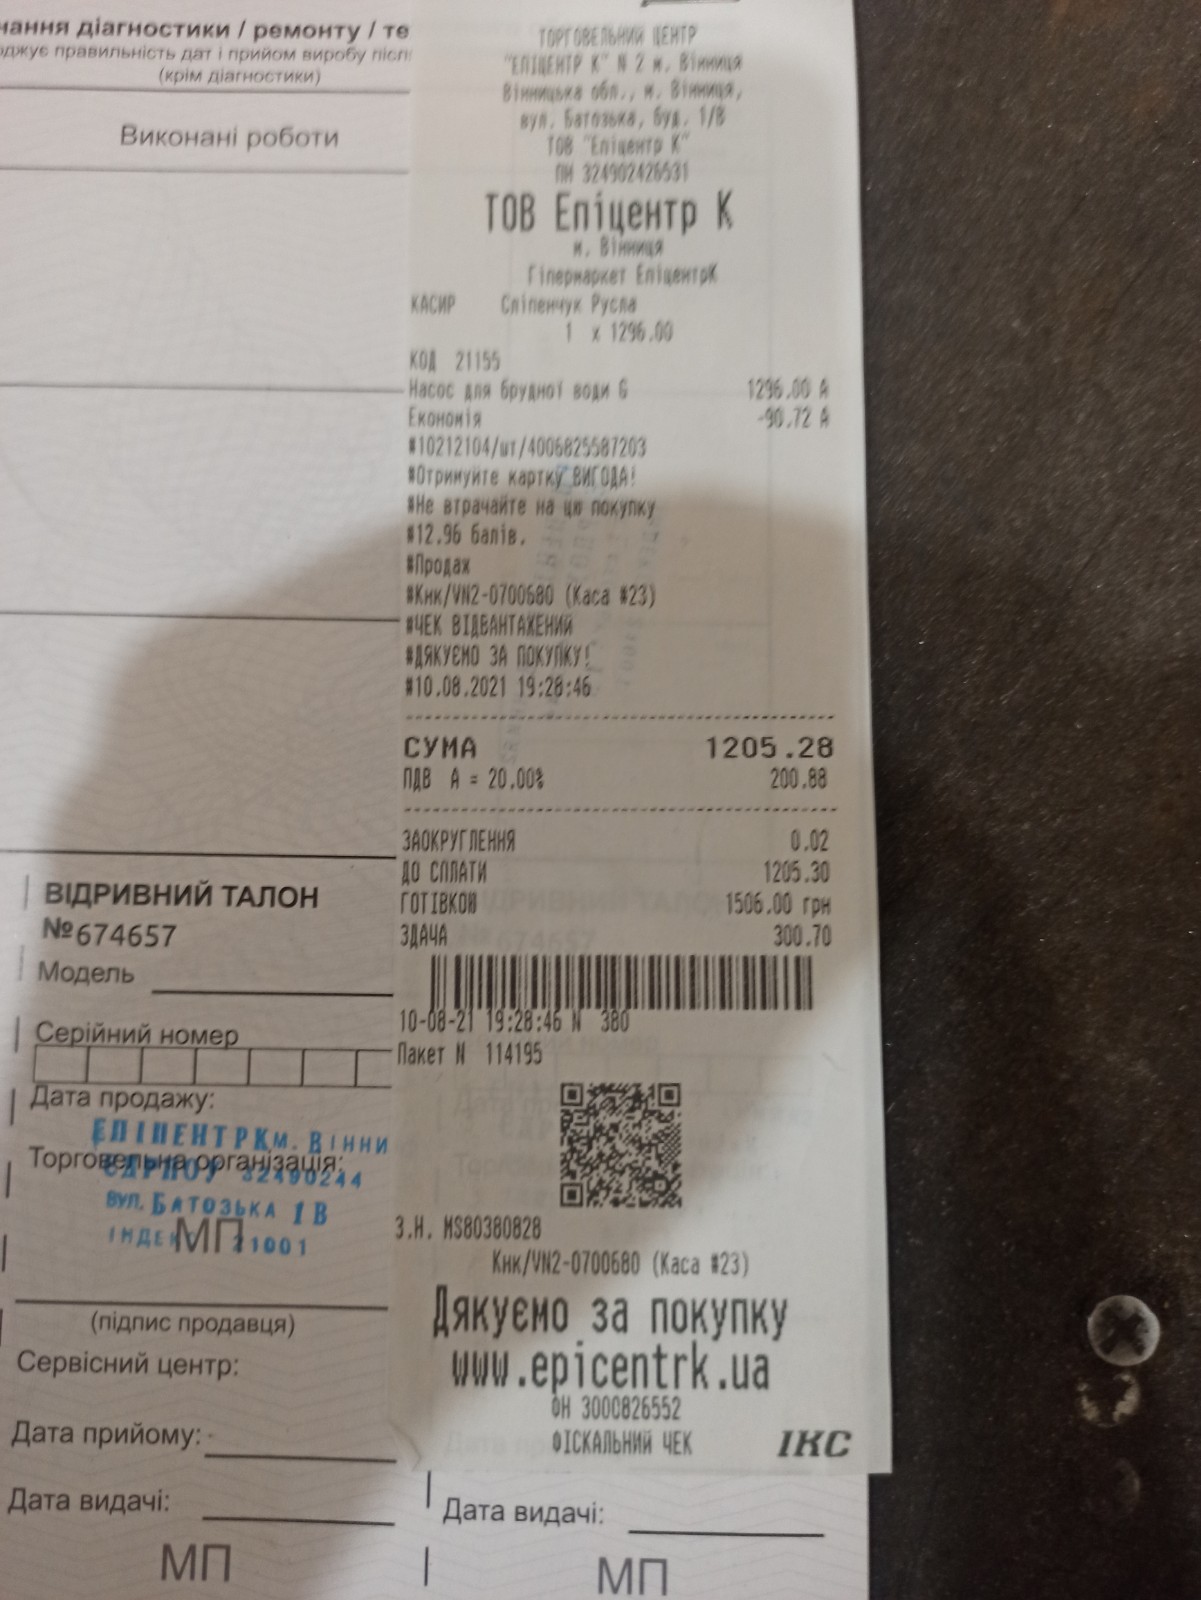 нання діагностики / ремонту / те
оджує правильність дат і прийом виробу післ
(крім діагностики)
Виконані роботи
ТОРГОВЕЛЬНИЙ ЦЕНТР
"ЕПІЦЕНТР К" N 2 м. Вінниця
Вінницька обл., м. Вінниця,
вул. Батозька, буд. 1/В
ТОВ "Епіцентр К"
ПН 324902426531
ТОВ Епіцентр К
м. Вінниця
Гіпермаркет ЕпіцентрК
КАСИР Сліпенчук Русла
1 x 1296.00
КОД 21155
Насос для брудної води G 1296.00 А
Економія -90.72 А
#10212104/шт/4006825587203
#Отримуйте картку ВИГОДА!
#Не втрачайте на цю покупку
#12.96 балів.
#Продаж
#Кнк/VN2-0700680 (Каса #23)
#ЧЕК ВІДВАНТАЖЕНИЙ
#ДЯКУЄМО ЗА ПОКУПКУ!
#10.08.2021 19:28:46
СУМА 1205.28
ПДВ А = 20.00% 200.88
ЗАОКРУГЛЕННЯ 0.02
ДО СПЛАТИ 1205.30
ГОТІВКОЮ 1506.00 грн
ЗДАЧА 300.70
10-08-21 19:28:46 N 380
Пакет N 114195
З.Н. MS80380828
Кнк/VN2-0700680 (Каса #23)
Дякуємо за покупку
www.epicentrk.ua
ФН 3000826552
ФІСКАЛЬНИЙ ЧЕК ІКС
ВІДРИВНИЙ ТАЛОН
№674657
Модель
Серійний номер
Дата продажу:
ЕПІЦЕНТР К м. ВІННИ
Торговельна організація:
ЄДРПОУ 32490244
ВУЛ. БАТОЗЬКА 1 В
МП
ІНДЕКС 21001
(підпис продавця)
Сервісний центр:
Дата прийому:
Дата видачі:
МП
Дата видачі:
МП